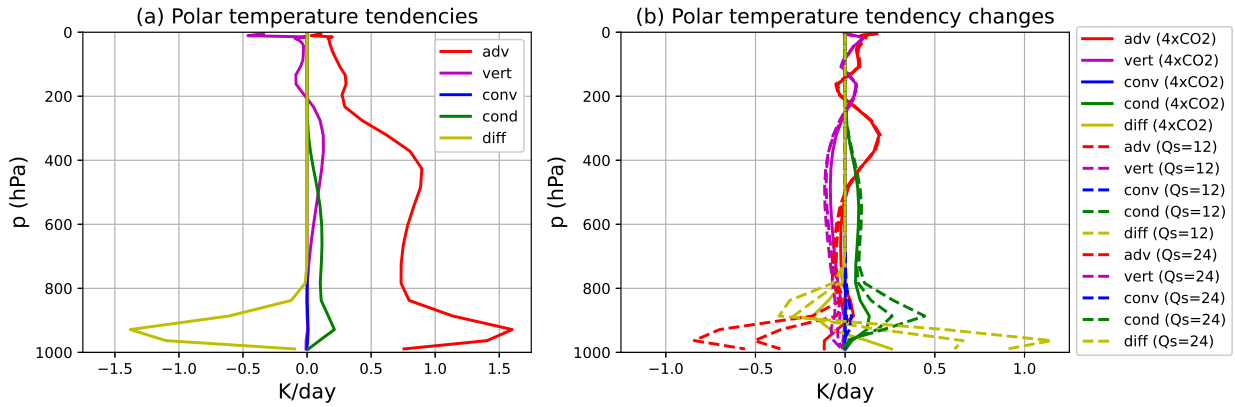 (a) Polar temperature tendencies
0
200
400
600
800
1000
p (hPa)
−1.5
−1.0
−0.5
0.0
0.5
1.0
1.5
K/day
adv
vert
conv
cond
diff
(b) Polar temperature tendency changes
0
200
400
600
800
1000
p (hPa)
−1.0
−0.5
0.0
0.5
1.0
K/day
adv (4xCO2)
vert (4xCO2)
conv (4xCO2)
cond (4xCO2)
diff (4xCO2)
adv (Qs=12)
vert (Qs=12)
conv (Qs=12)
cond (Qs=12)
diff (Qs=12)
adv (Qs=24)
vert (Qs=24)
conv (Qs=24)
cond (Qs=24)
diff (Qs=24)